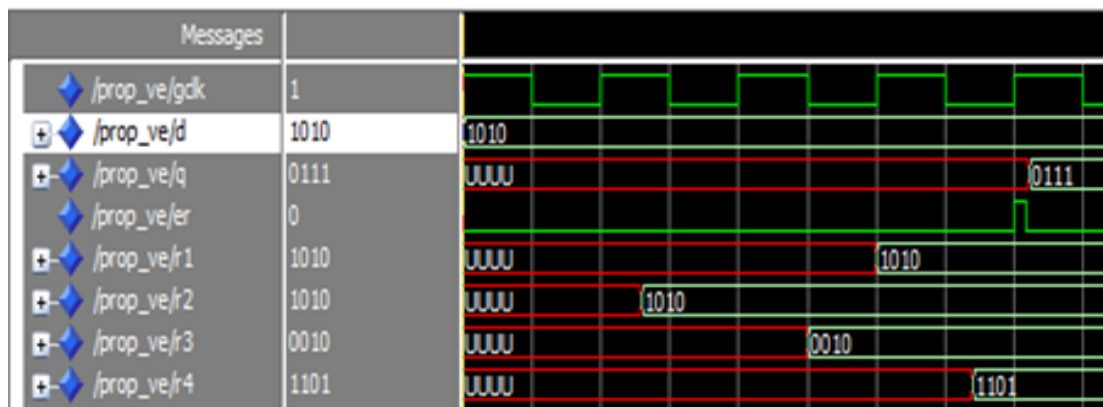 Messages
/prop_ve/gclk 1
/prop_ve/d 1010 1010
/prop_ve/q 0111 UUUU 0111
/prop_ve/er 0
/prop_ve/r1 1010 UUUU 1010
/prop_ve/r2 1010 UUUU 1010
/prop_ve/r3 0010 UUUU 0010
/prop_ve/r4 1101 UUUU 1101